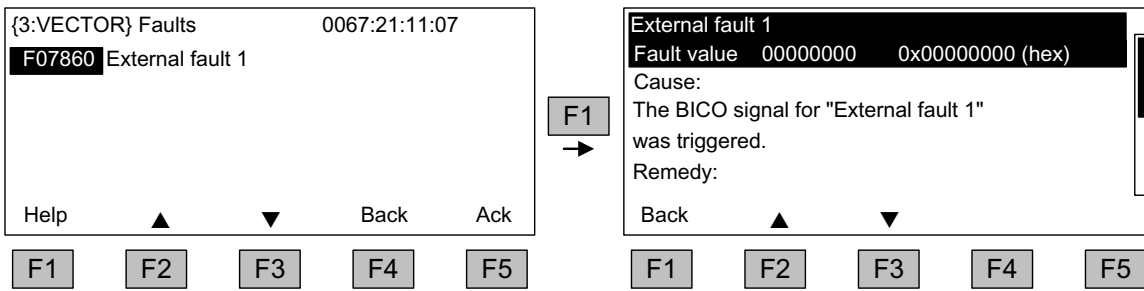 {3:VECTOR} Faults 0067:21:11:07
F07860 External fault 1
Help ▲ ▼ Back Ack
F1 F2 F3 F4 F5
F1
External fault 1
Fault value 00000000 0x00000000 (hex)
Cause:
The BICO signal for "External fault 1"
was triggered.
Remedy:
Back ▲ ▼
F1 F2 F3 F4 F5